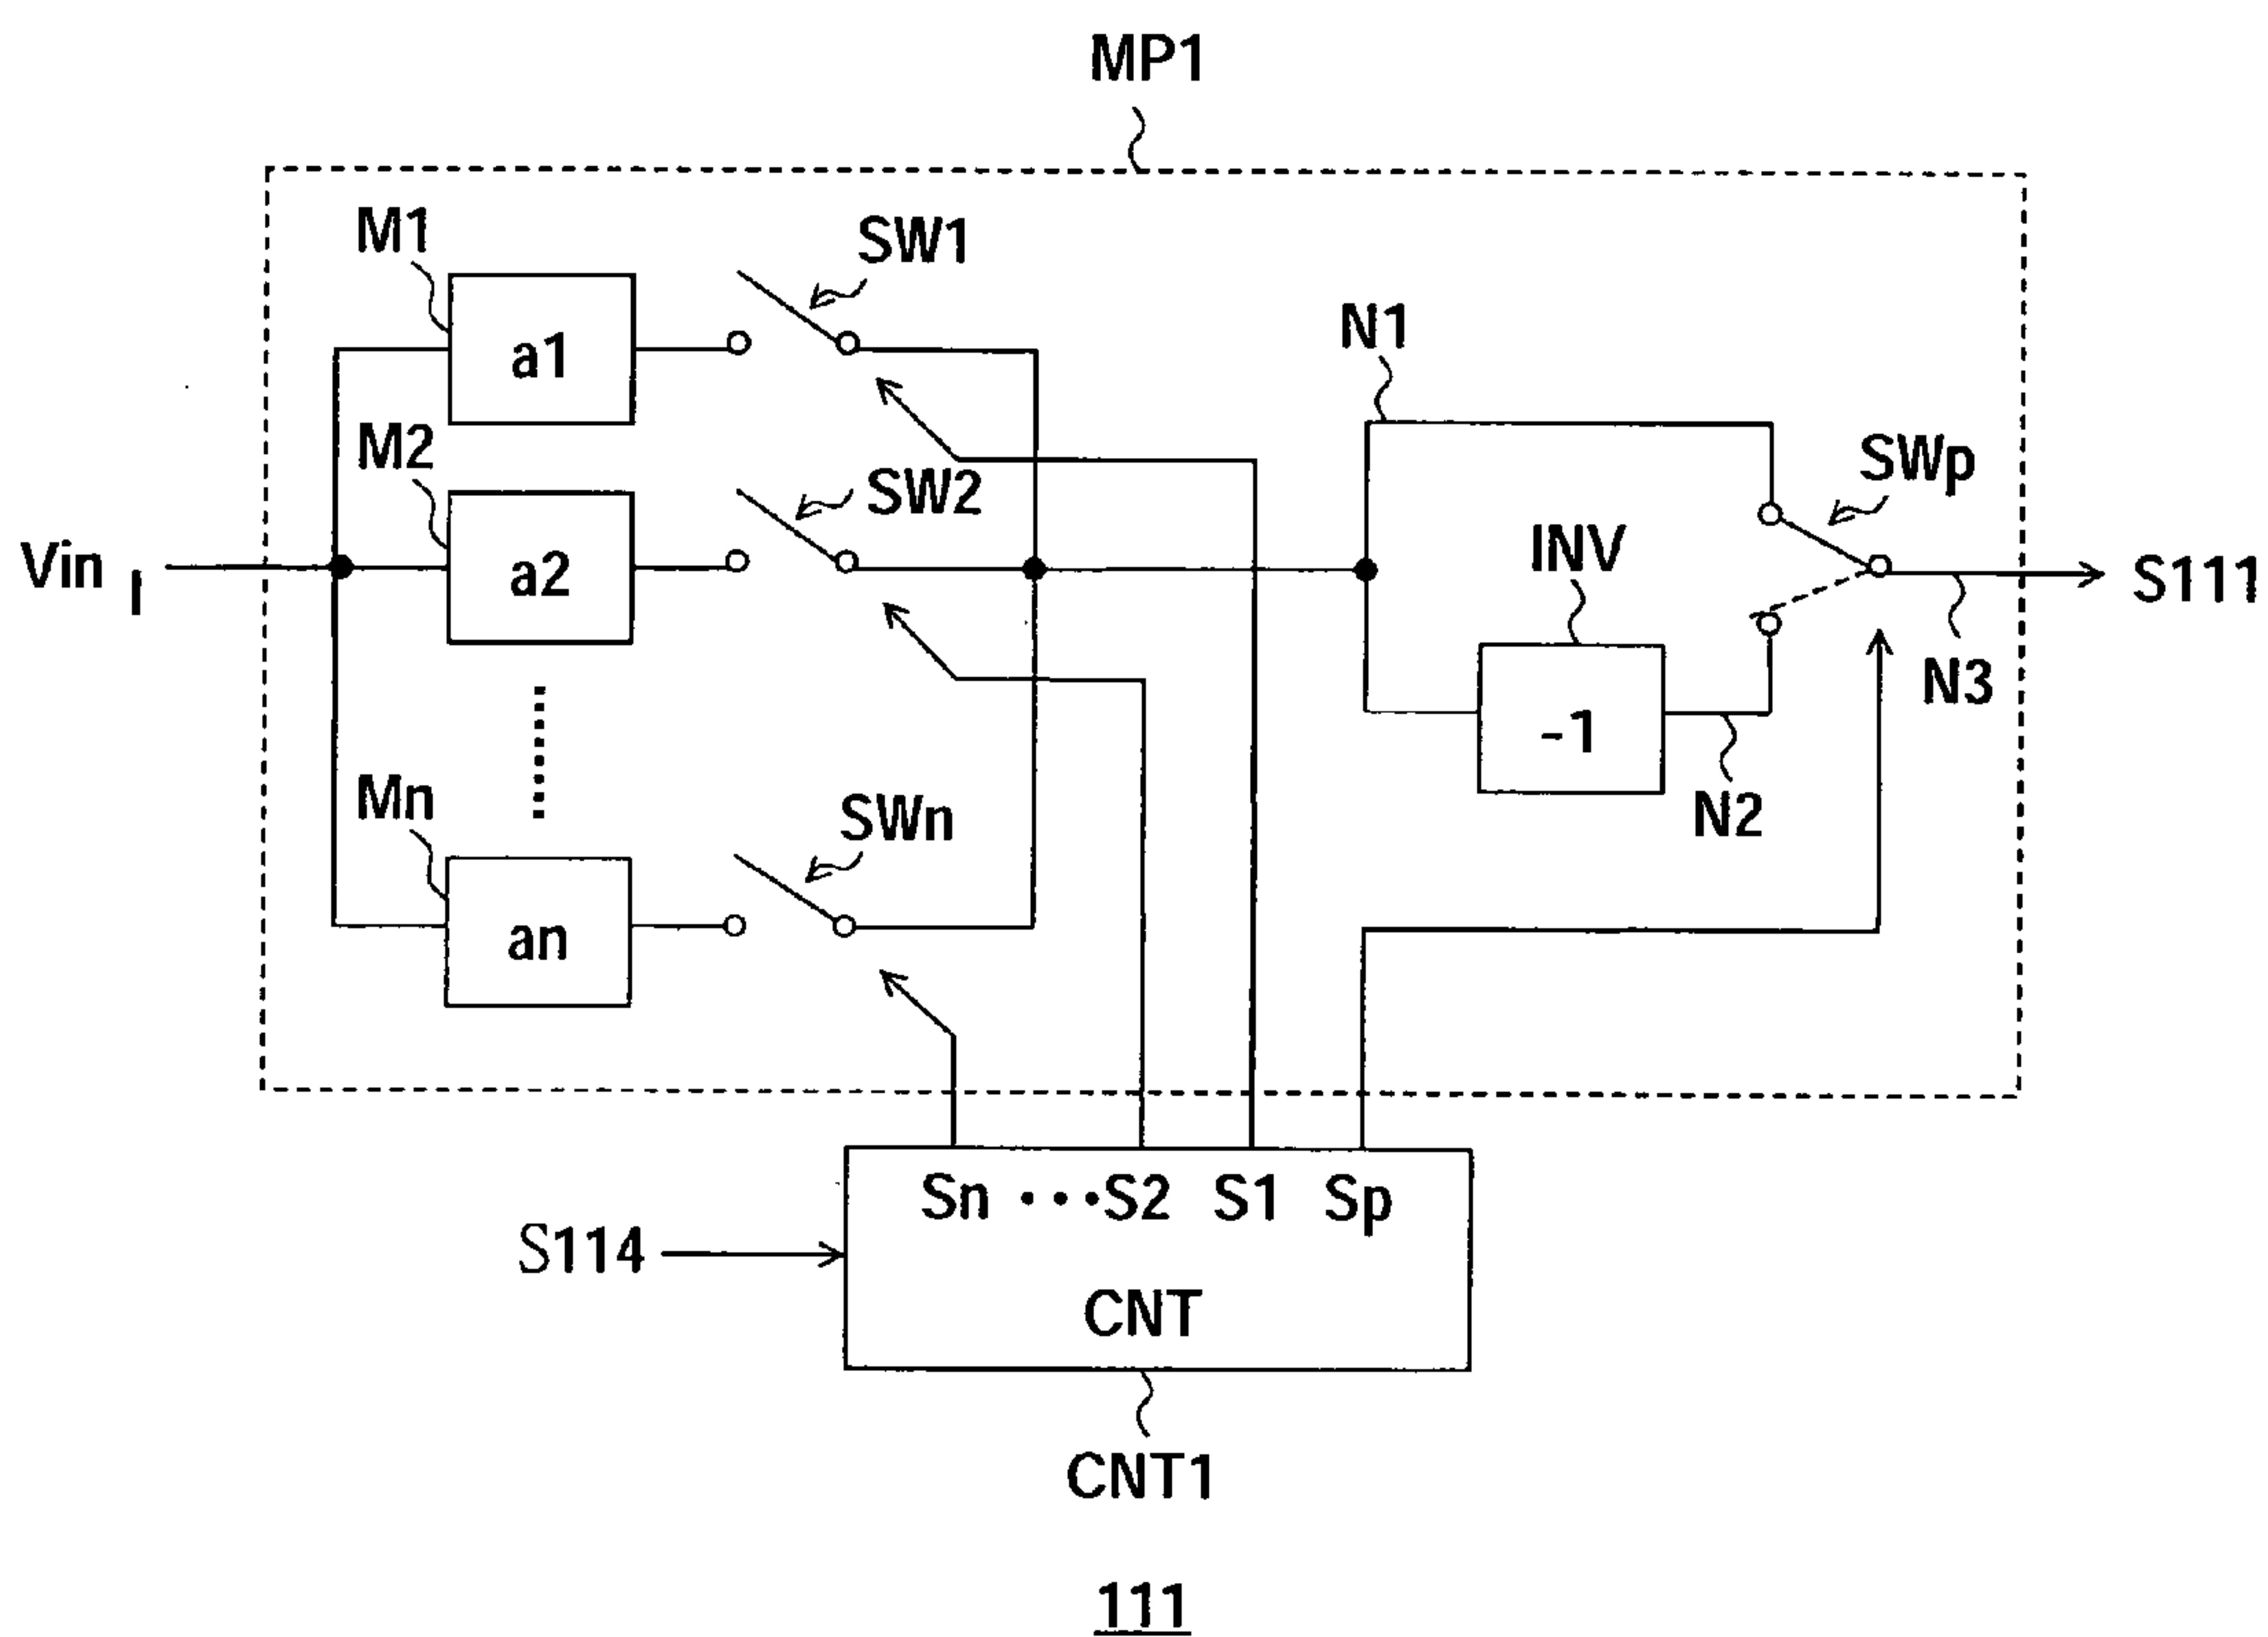 MP1
M1
SW1
a1
N1
M2
SW2
SWp
a2
INV
Vin I
S111
N3
-1
Mn
SWn
N2
an
Sn ••• S2 S1 Sp
S114
CNT
CNT1
111